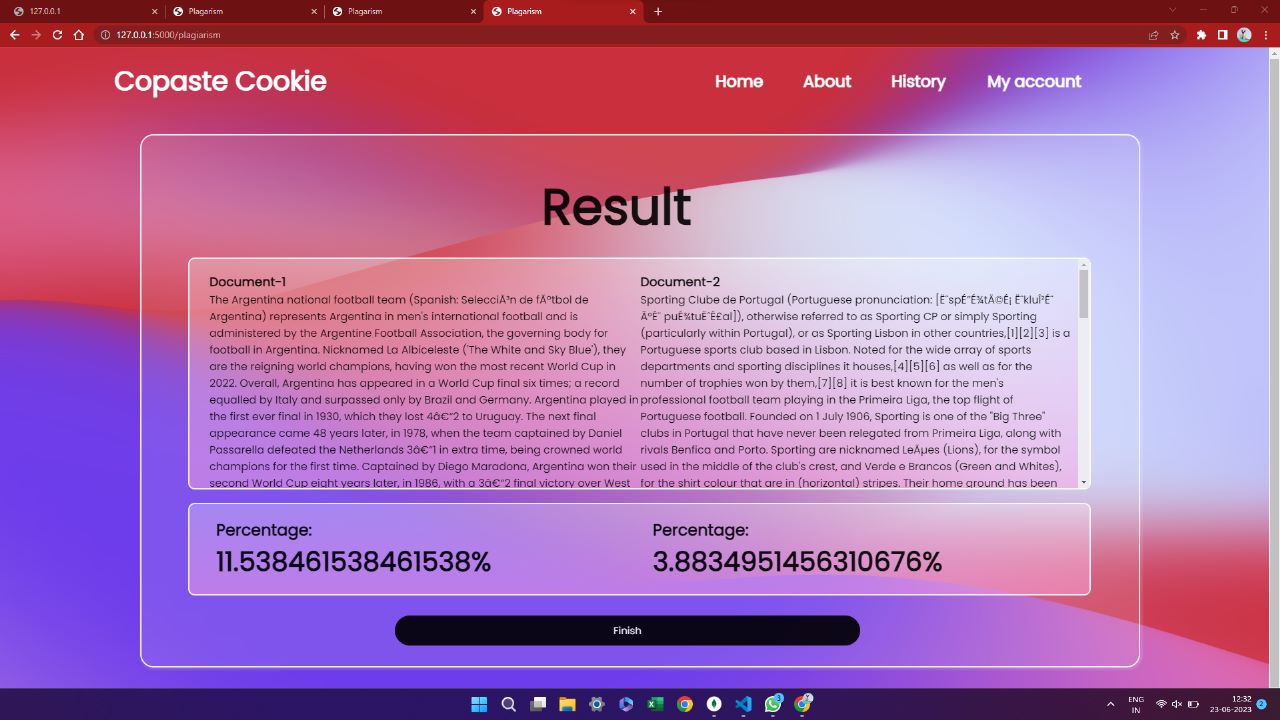 127.0.0.1
Plagarism
Plagarism
Plagarism
127.0.0.1:5000/plagiarism
Copaste Cookie
Home
About
History
My account
Result
Document-1
The Argentina national football team (Spanish: SelecciÃ³n de fÃºtbol de
Argentina) represents Argentina in men's international football and is
administered by the Argentine Football Association, the governing body for
football in Argentina. Nicknamed La Albiceleste ('The White and Sky Blue'), they
are the reigning world champions, having won the most recent World Cup in
2022. Overall, Argentina has appeared in a World Cup final six times; a record
equalled by Italy and surpassed only by Brazil and Germany. Argentina played in
the first ever final in 1930, which they lost 4â€“2 to Uruguay. The next final
appearance came 48 years later, in 1978, when the team captained by Daniel
Passarella defeated the Netherlands 3â€“1 in extra time, being crowned world
champions for the first time. Captained by Diego Maradona, Argentina won their
second World Cup eight years later, in 1986, with a 3â€“2 final victory over West
Document-2
Sporting Clube de Portugal (Portuguese pronunciation:
otherwise referred to as Sporting CP or simply Sporting
(particularly within Portugal), or as Sporting Lisbon in other countries,[1][2][3] is a
Portuguese sports club based in Lisbon. Noted for the wide array of sports
departments and sporting disciplines it houses,[4][5][6] as well as for the
number of trophies won by them,[7][8] it is best known for the men's
professional football team playing in the Primeira Liga, the top flight of
Portuguese football. Founded on 1 July 1906, Sporting is one of the "Big Three"
clubs in Portugal that have never been relegated from Primeira Liga, along with
rivals Benfica and Porto. Sporting are nicknamed LeÃµes (Lions), for the symbol
used in the middle of the club's crest, and Verde e Brancos (Green and Whites),
for the shirt colour that are in (horizontal) stripes. Their home ground has been
Percentage:
11.538461538461538%
Percentage:
3.8834951456310676%
Finish
ENG
IN
12:32
23-06-2023
2
3